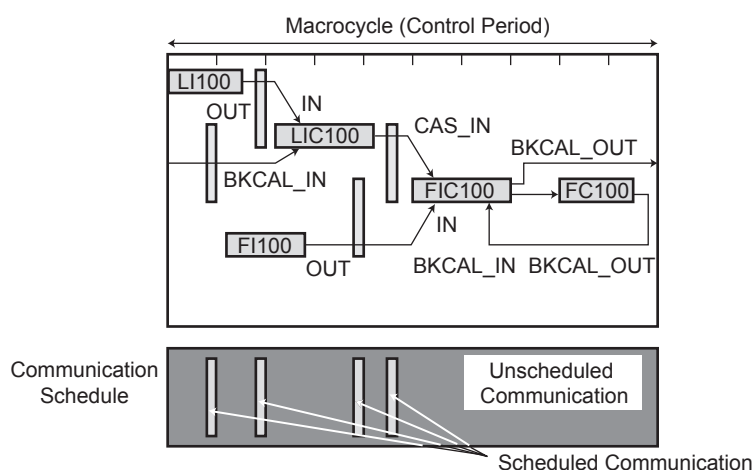 Macrocycle (Control Period)
LI100
OUT
IN
LIC100
CAS_IN
BKCAL_OUT
BKCAL_IN
FIC100
FC100
IN
FI100
OUT
BKCAL_IN
BKCAL_OUT
Communication
Schedule
Unscheduled
Communication
Scheduled Communication